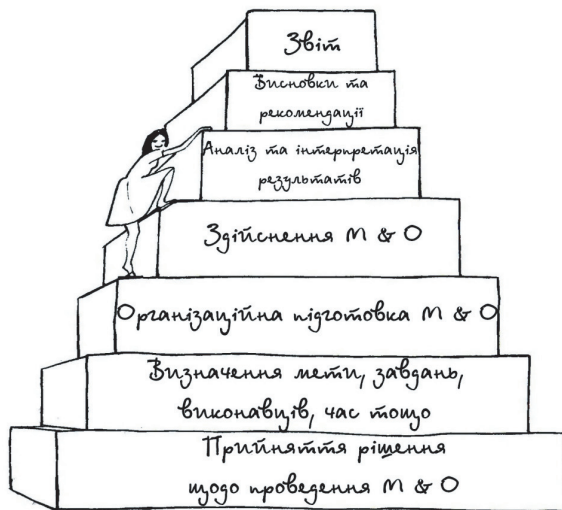 Звіт
Висновки та
рекомендації
Аналіз та інтерпретація
результатів
Здійснення М & О
Організаційна підготовка М & О
Визначення мети, завдань,
виконавців, час тощо
Прийняття рішення
щодо проведення М & О